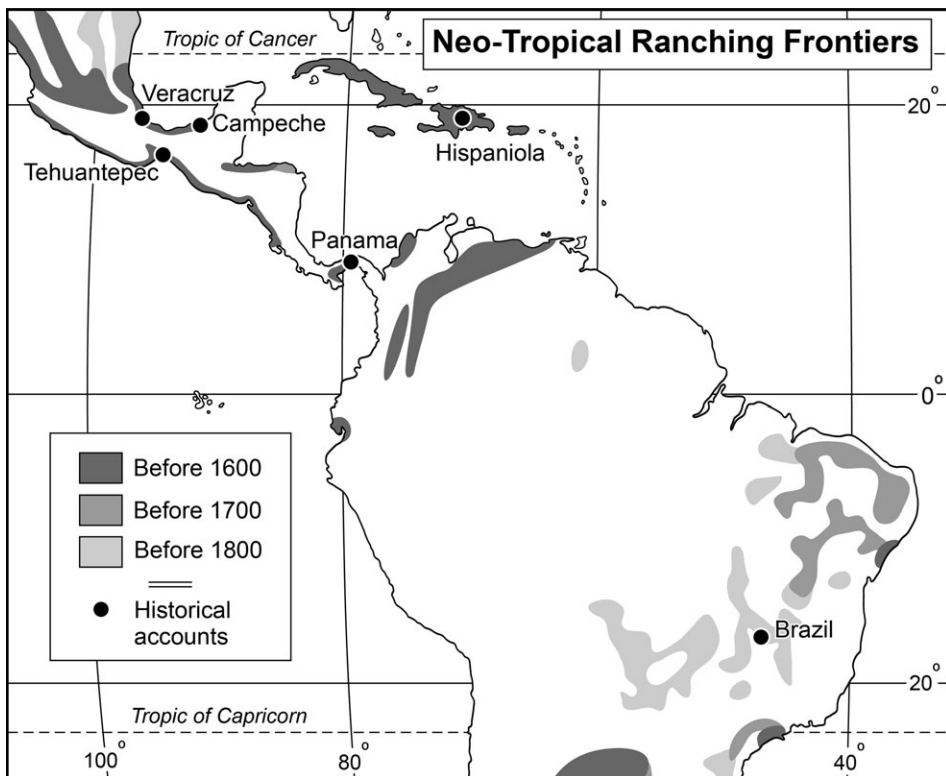 Neo-Tropical Ranching Frontiers
Tropic of Cancer
Veracruz
Campeche
20°
Hispaniola
Tehuantepec
Panama
0°
Before 1600
Before 1700
Before 1800
Historical
accounts
Brazil
20°
Tropic of Capricorn
100°
80°
60°
40°